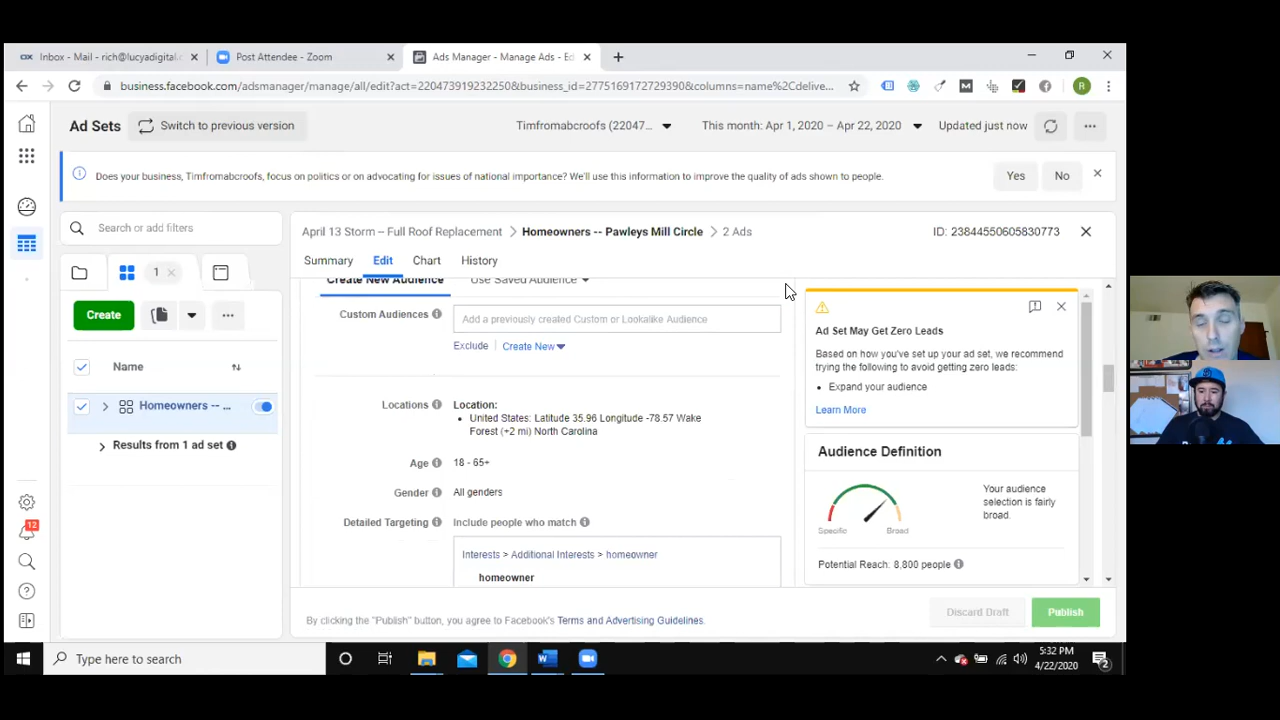 Inbox - Mail - rich@lucyadigital.
Post Attendee - Zoom
Ads Manager - Manage Ads - Ed
business.facebook.com/adsmanager/manage/all/edit?act=220473919232250&business_id=2775169172729390&columns=name%2Cdelive...
R
Ad Sets
Switch to previous version
Timfromabcroofs (22047...
This month: Apr 1, 2020 – Apr 22, 2020
Updated just now
Does your business, Timfromabcroofs, focus on politics or on advocating for issues of national importance? We'll use this information to improve the quality of ads shown to people.
Yes
No
Search or add filters
April 13 Storm – Full Roof Replacement
Homeowners -- Pawleys Mill Circle
2 Ads
ID: 23844550605830773
1
Summary
Edit
Chart
History
Create New Audience
Use Saved Audience
Create
Custom Audiences
Add a previously created Custom or Lookalike Audience
Exclude
Create New
Ad Set May Get Zero Leads
Based on how you've set up your ad set, we recommend
trying the following to avoid getting zero leads:
• Expand your audience
Learn More
Name
Homeowners -- ...
Results from 1 ad set
Locations
Location:
• United States: Latitude 35.96 Longitude -78.57 Wake
Forest (+2 mi) North Carolina
Age
18 - 65+
Gender
All genders
Detailed Targeting
Include people who match
Interests > Additional Interests > homeowner
homeowner
Audience Definition
Your audience
selection is fairly
broad.
Specific
Broad
Potential Reach: 8,800 people
12
By clicking the "Publish" button, you agree to Facebook's Terms and Advertising Guidelines.
Discard Draft
Publish
Type here to search
5:32 PM
4/22/2020
2